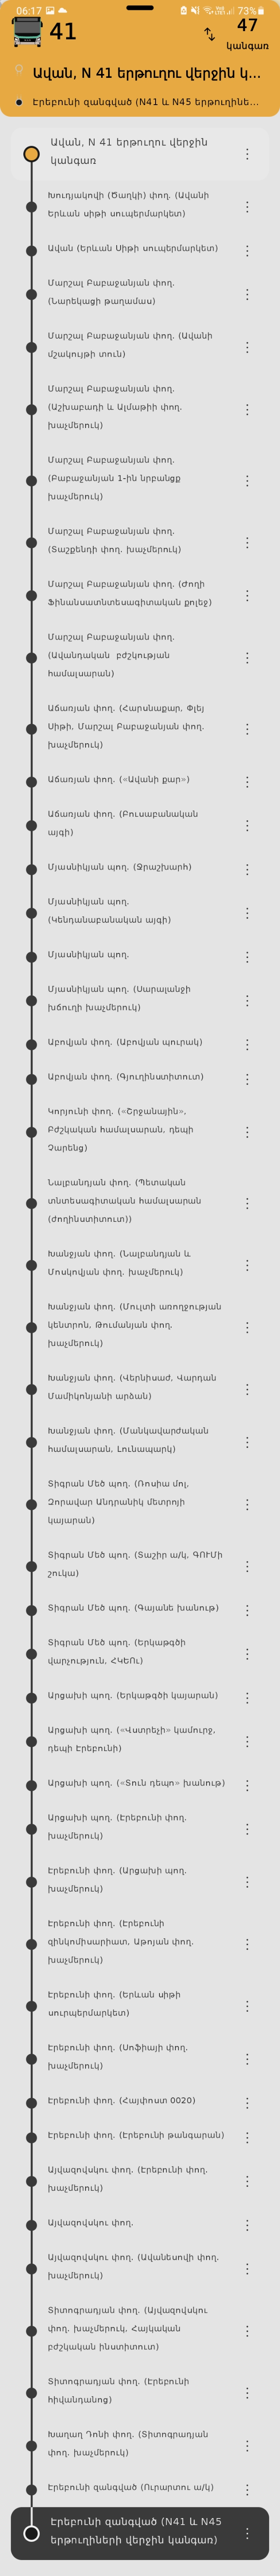 06:17
73%
41
47
կանգառ
Ավան, N 41 երթուղու վերջին կ...
Էրեբունի զանգված (N41 և N45 երթուղինե...
Ավան, N 41 երթուղու վերջին
կանգառ
Խուդյակովի (Ծաղկի) փող. (Ավանի
Երևան սիթի սուպերմարկետ)
Ավան (Երևան Սիթի սուպերմարկետ)
Մարշալ Բաբաջանյան փող.
(Նարեկացի թաղամաս)
Մարշալ Բաբաջանյան փող. (Ավանի
մշակույթի տուն)
Մարշալ Բաբաջանյան փող.
(Աշխաբադի և Ալմաթիի փող.
խաչմերուկ)
Մարշալ Բաբաջանյան փող.
(Բաբաջանյան 1-ին նրբանցք
խաչմերուկ)
Մարշալ Բաբաջանյան փող.
(Տաշքենդի փող. խաչմերուկ)
Մարշալ Բաբաջանյան փող. (Ժողի
Ֆինանսատնտեսագիտական քոլեջ)
Մարշալ Բաբաջանյան փող.
(Ավանդական բժշկության
համալսարան)
Աճառյան փող. (Հարսնաքար, Փլեյ
Սիթի, Մարշալ Բաբաջանյան փող.
խաչմերուկ)
Աճառյան փող. («Ավանի քար»)
Աճառյան փող. (Բուսաբանական
այգի)
Մյասնիկյան պող. (Ջրաշխարհ)
Մյասնիկյան պող.
(Կենդանաբանական այգի)
Մյասնիկյան պող.
Մյասնիկյան պող. (Սարալանջի
խճուղի խաչմերուկ)
Աբովյան փող. (Աբովյան պուրակ)
Աբովյան փող. (Գյուղինստիտուտ)
Կորյունի փող. («Շրջանային»,
Բժշկական համալսարան, դեպի
Չարենց)
Նալբանդյան փող. (Պետական
տնտեսագիտական համալսարան
(ժողինստիտուտ))
Խանջյան փող. (Նալբանդյան և
Մոսկովյան փող. խաչմերուկ)
Խանջյան փող. (Մուլտի առողջության
կենտրոն, Թումանյան փող.
խաչմերուկ)
Խանջյան փող. (Վերնիսաժ, Վարդան
Մամիկոնյանի արձան)
Խանջյան փող. (Մանկավարժական
համալսարան, Լունապարկ)
Տիգրան Մեծ պող. (Ռոսիա մոլ,
Զորավար Անդրանիկ մետրոյի
կայարան)
Տիգրան Մեծ պող. (Տաշիր ա/կ, ԳՈՒՄի
շուկա)
Տիգրան Մեծ պող. (Գայանե խանութ)
Տիգրան Մեծ պող. (Երկաթգծի
վարչություն, ՀԿԵՈւ)
Արցախի պող. (Երկաթգծի կայարան)
Արցախի պող. («Վստրեչի» կամուրջ,
դեպի Էրեբունի)
Արցախի պող. («Տուն դեպո» խանութ)
Արցախի պող. (Էրեբունի փող.
խաչմերուկ)
Էրեբունի փող. (Արցախի պող.
խաչմերուկ)
Էրեբունի փող. (Էրեբունի
զինկոմիսարիատ, Աթոյան փող.
խաչմերուկ)
Էրեբունի փող. (Երևան սիթի
սուրպերմարկետ)
Էրեբունի փող. (Սոֆիայի փող.
խաչմերուկ)
Էրեբունի փող. (Հայփոստ 0020)
Էրեբունի փող. (Էրեբունի թանգարան)
Այվազովսկու փող. (Էրեբունի փող.
խաչմերուկ)
Այվազովսկու փող.
Այվազովսկու փող. (Ավանեսովի փող.
խաչմերուկ)
Տիտոգրադյան փող. (Այվազովսկու
փող. խաչմերուկ, Հայկական
բժշկական ինստիտուտ)
Տիտոգրադյան փող. (Էրեբունի
հիվանդանոց)
Խաղաղ Դոնի փող. (Տիտոգրադյան
փող. խաչմերուկ)
Էրեբունի զանգված (Ուրարտու ա/կ)
Էրեբունի զանգված (N41 և N45
երթուղիների վերջին կանգառ)